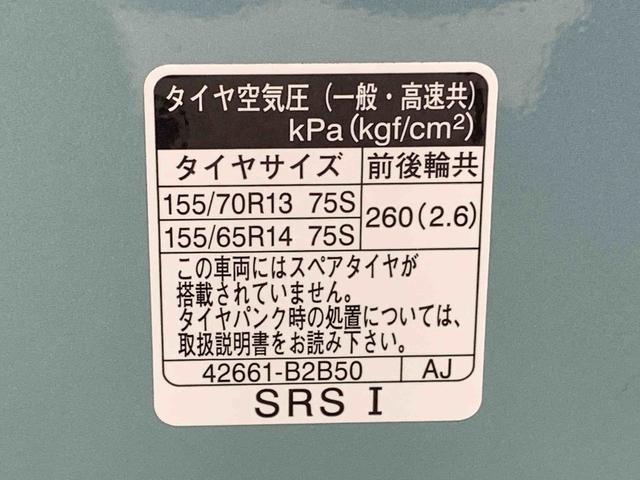 タイヤ空気圧（一般・高速共）
kPa(kgf/cm²)
タイヤサイズ 前後輪共
155/70R13 75S
260(2.6)
155/65R14 75S
この車両にはスペアタイヤが
搭載されていません。
タイヤパンク時の処置については、
取扱説明書をお読み下さい。
42661-B2B50 AJ
SRS I